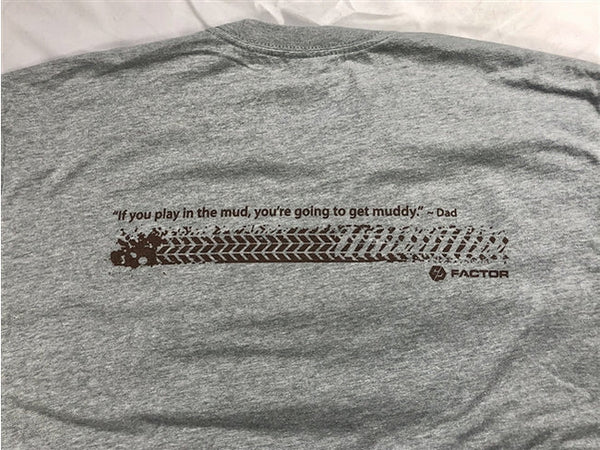 "If you play in the mud, you're going to get muddy." ~ Dad
FACTOR